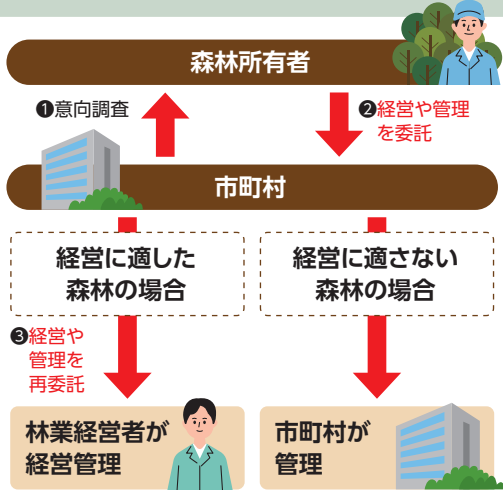 森林所有者
❶意向調査
❷経営や管理
を委託
市町村
経営に適した
森林の場合
経営に適さない
森林の場合
❸経営や
管理を
再委託
林業経営者が
経営管理
市町村が
管理